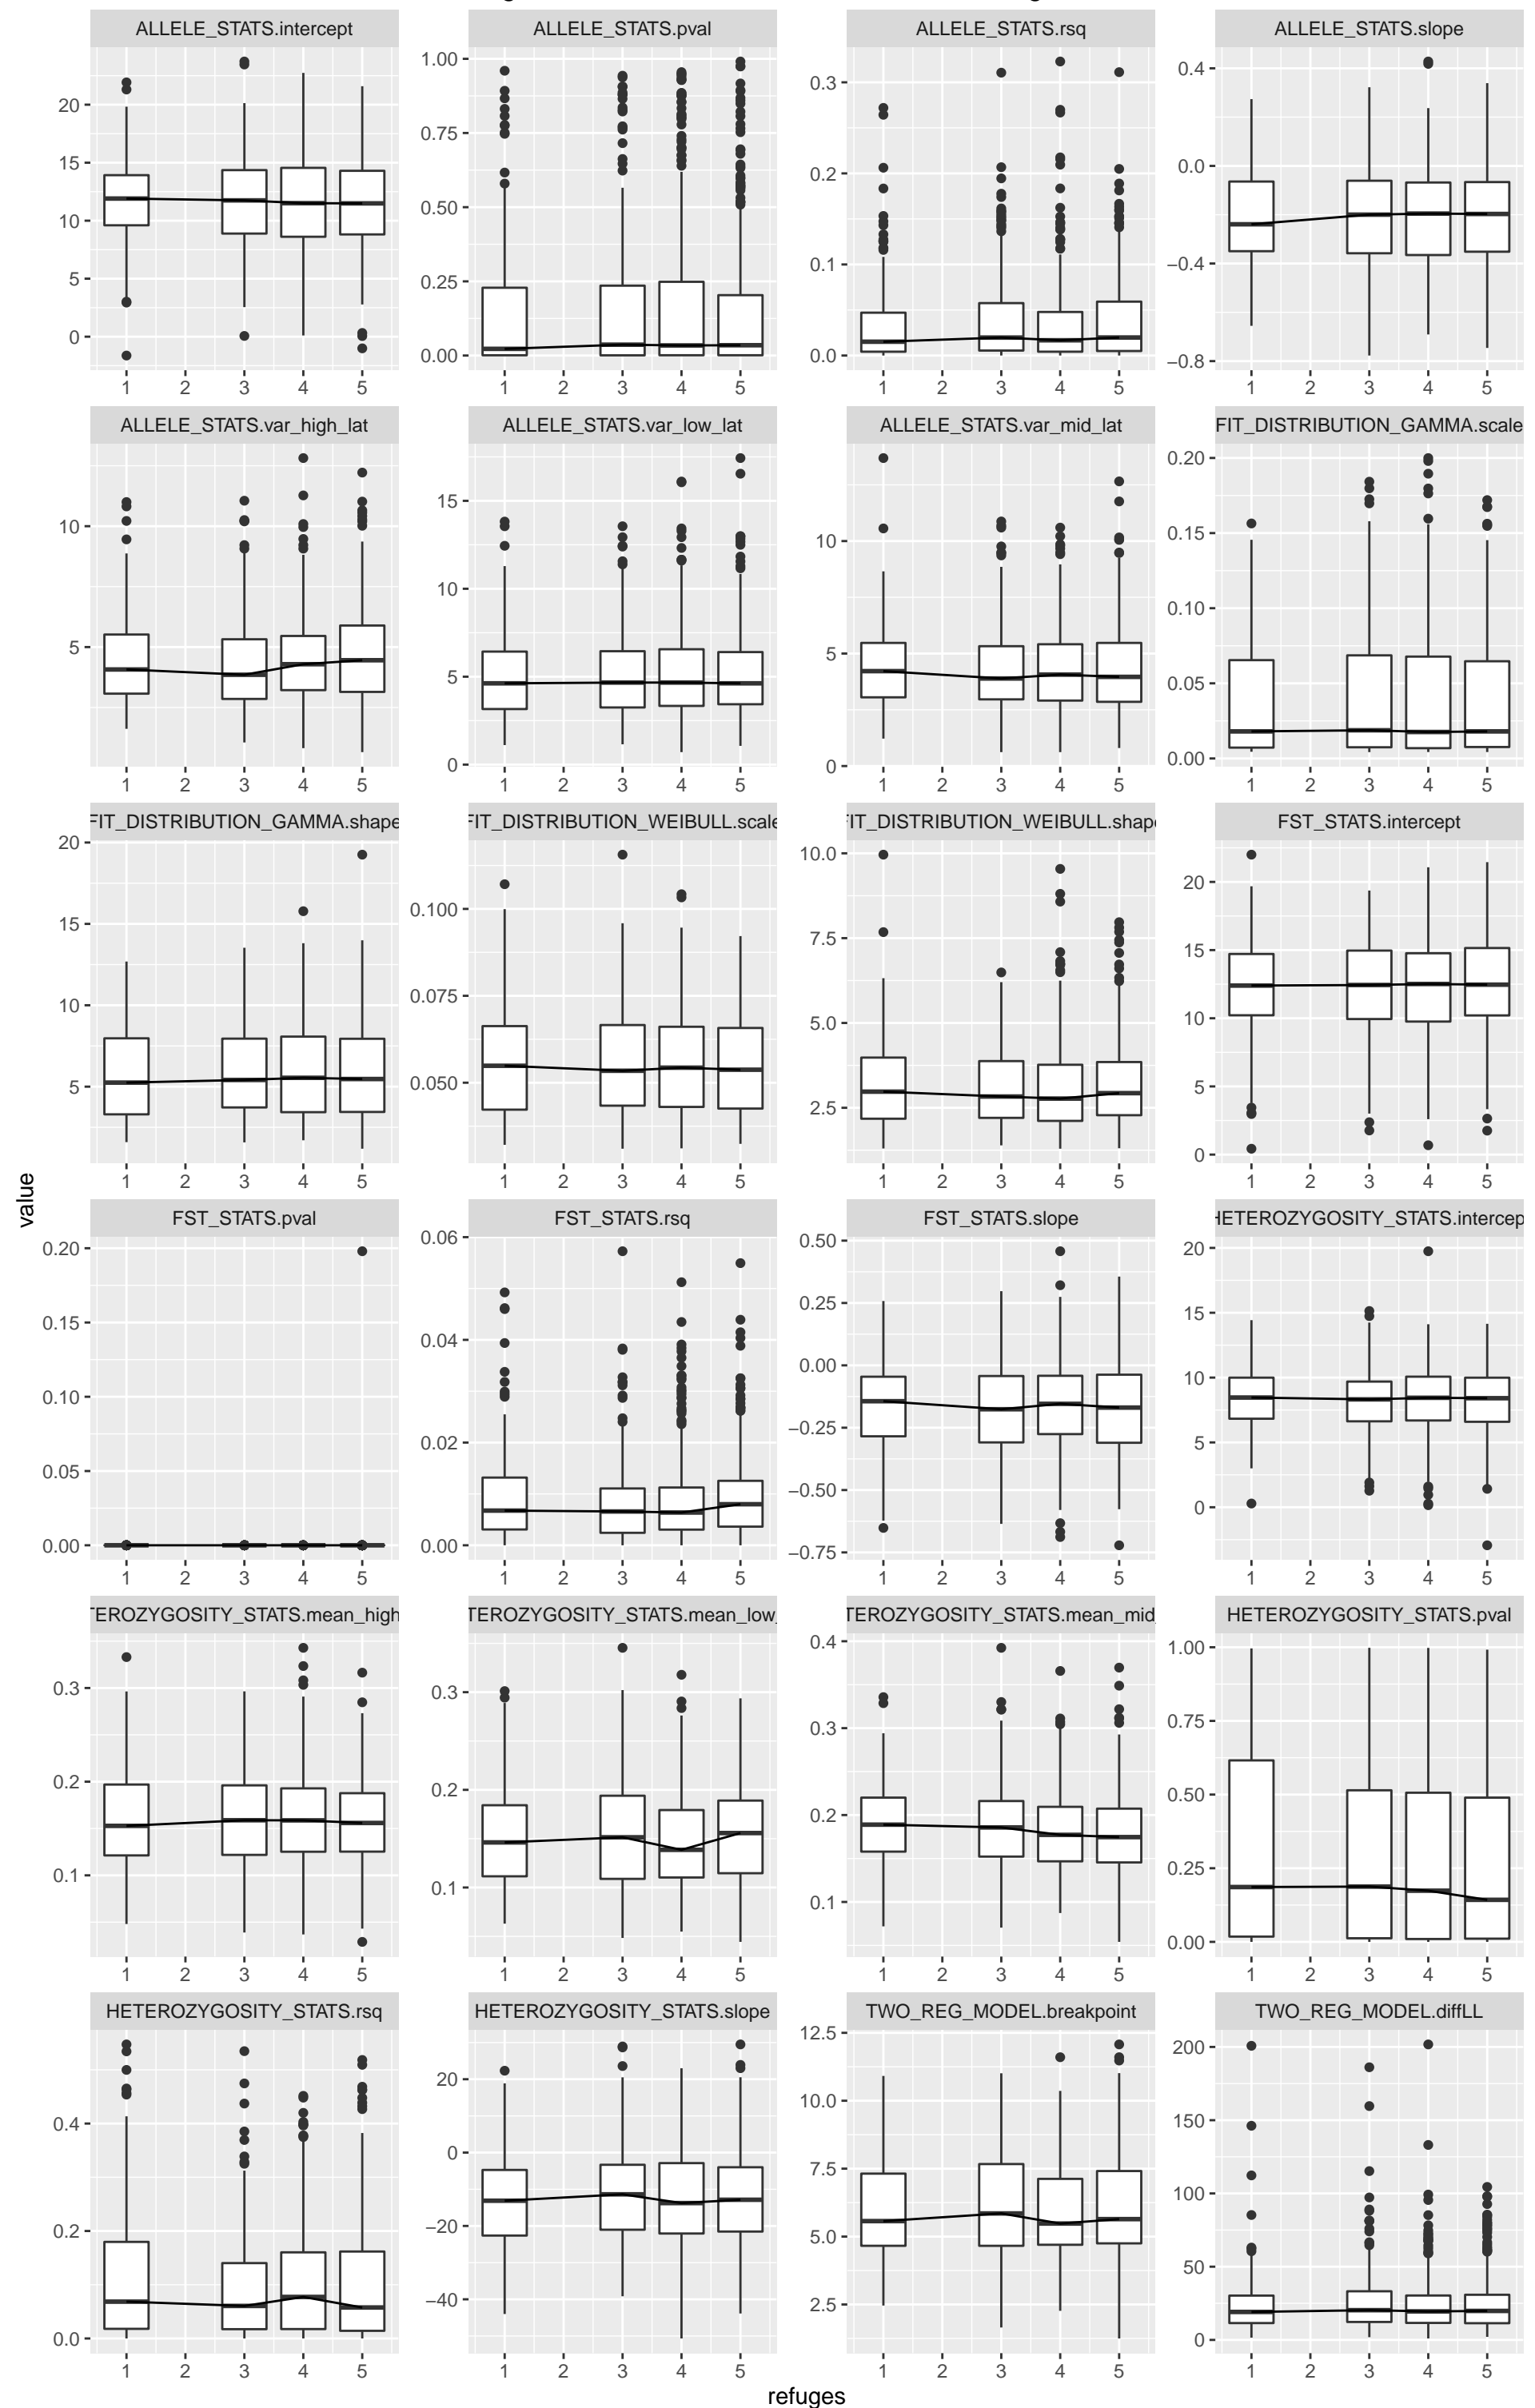 ALLELE_STATS.intercept
20
15
10
5
0
1 2 3 4 5
ALLELE_STATS.pval
1.00
0.75
0.50
0.25
0.00
1 2 3 4 5
ALLELE_STATS.rsq
0.3
0.2
0.1
0.0
1 2 3 4 5
ALLELE_STATS.slope
0.4
0.0
−0.4
−0.8
1 2 3 4 5
ALLELE_STATS.var_high_lat
10
5
1 2 3 4 5
ALLELE_STATS.var_low_lat
15
10
5
0
1 2 3 4 5
ALLELE_STATS.var_mid_lat
10
5
0
1 2 3 4 5
FIT_DISTRIBUTION_GAMMA.scale
0.20
0.15
0.10
0.05
0.00
1 2 3 4 5
FIT_DISTRIBUTION_GAMMA.shape
20
15
10
5
1 2 3 4 5
FIT_DISTRIBUTION_WEIBULL.scale
0.100
0.075
0.050
1 2 3 4 5
FIT_DISTRIBUTION_WEIBULL.shape
10.0
7.5
5.0
2.5
1 2 3 4 5
FST_STATS.intercept
20
15
10
5
0
1 2 3 4 5
value
FST_STATS.pval
0.20
0.15
0.10
0.05
0.00
1 2 3 4 5
FST_STATS.rsq
0.06
0.04
0.02
0.00
1 2 3 4 5
FST_STATS.slope
0.50
0.25
0.00
−0.25
−0.50
−0.75
1 2 3 4 5
HETEROZYGOSITY_STATS.intercep
20
15
10
5
0
1 2 3 4 5
TEROZYGOSITY_STATS.mean_high
0.3
0.2
0.1
1 2 3 4 5
TEROZYGOSITY_STATS.mean_low_
0.3
0.2
0.1
1 2 3 4 5
TEROZYGOSITY_STATS.mean_mid_
0.4
0.3
0.2
0.1
1 2 3 4 5
HETEROZYGOSITY_STATS.pval
1.00
0.75
0.50
0.25
0.00
1 2 3 4 5
HETEROZYGOSITY_STATS.rsq
0.4
0.2
0.0
1 2 3 4 5
HETEROZYGOSITY_STATS.slope
20
0
−20
−40
1 2 3 4 5
TWO_REG_MODEL.breakpoint
12.5
10.0
7.5
5.0
2.5
1 2 3 4 5
TWO_REG_MODEL.diffLL
200
150
100
50
0
1 2 3 4 5
refuges